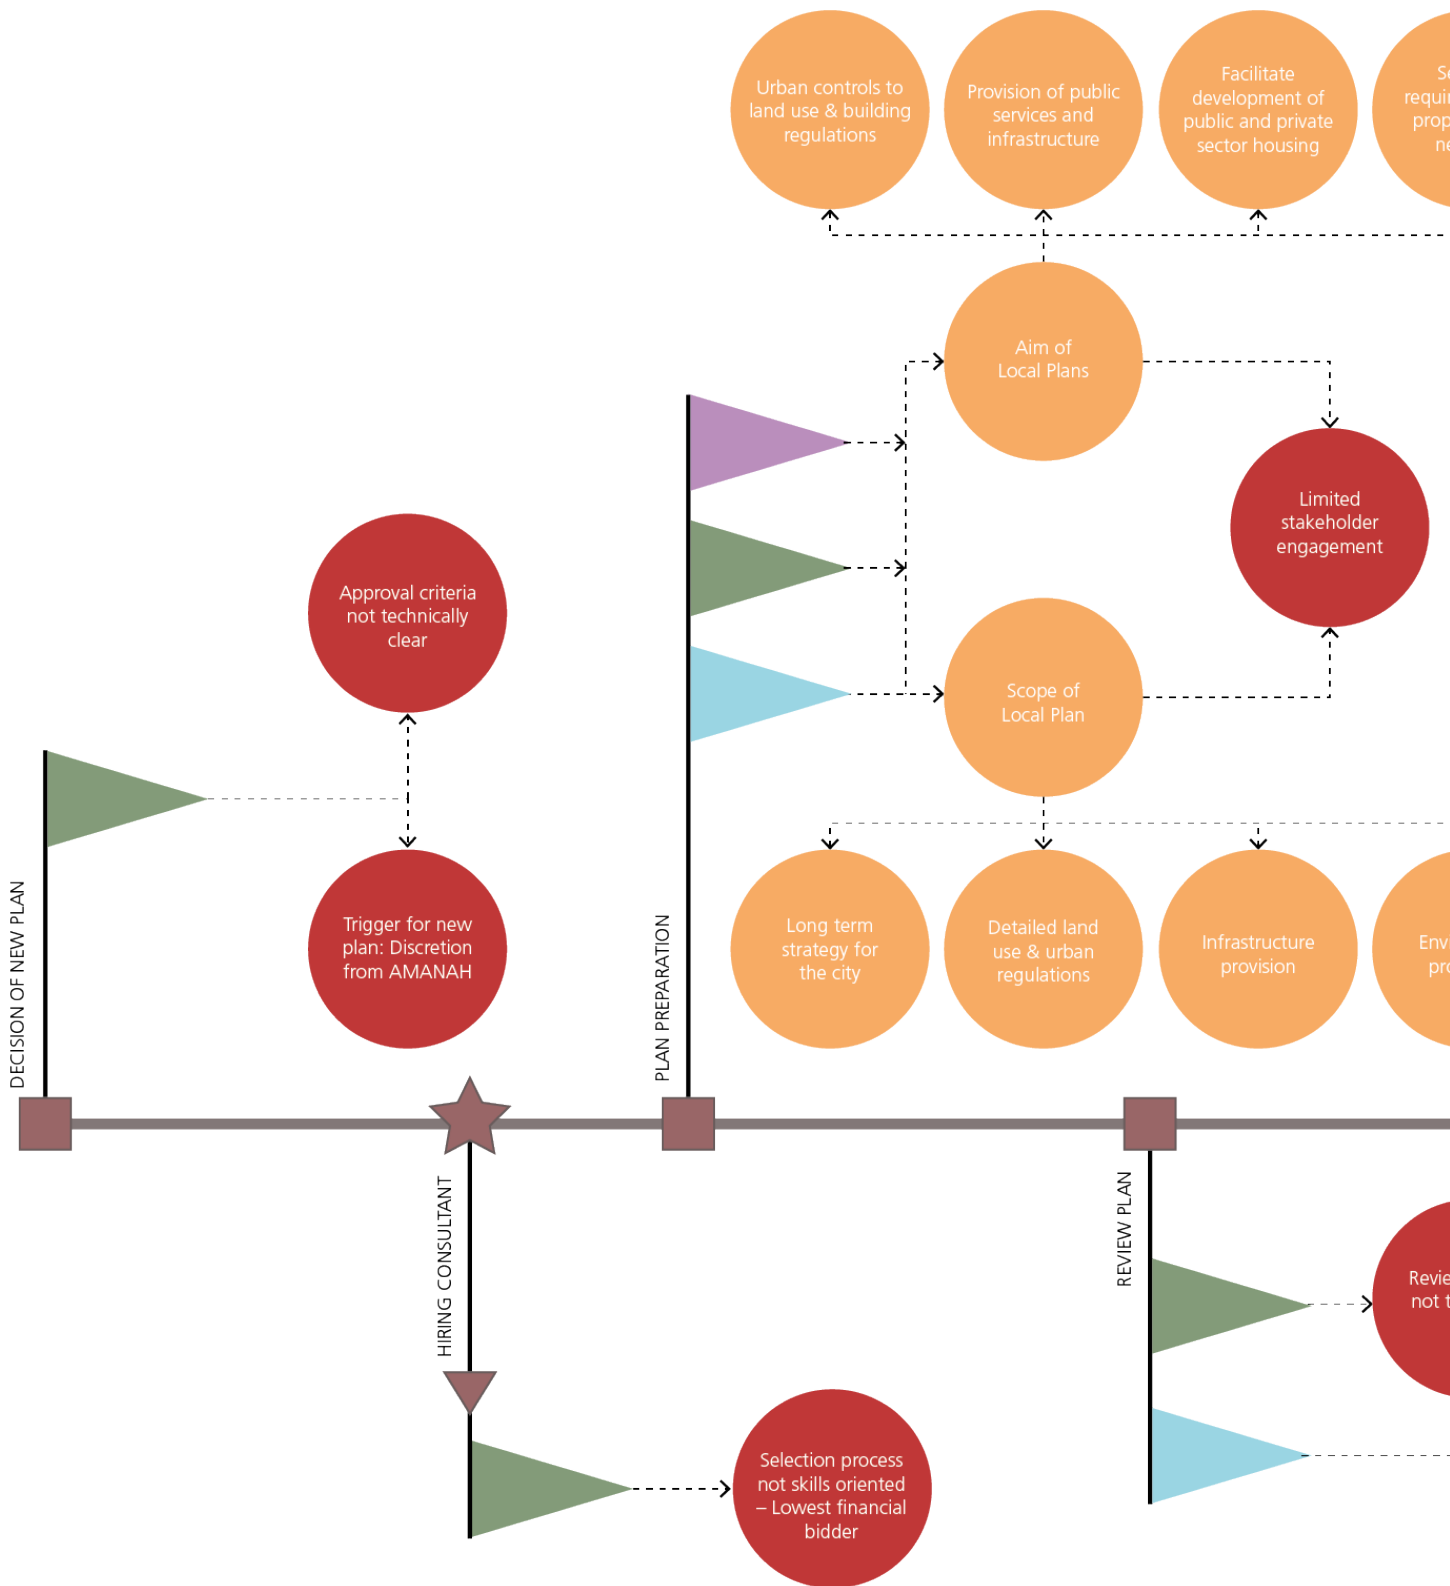 Urban controls to
land use & building
regulations
Provision of public
services and
infrastructure
Facilitate
development of
public and private
sector housing
Aim of
Local Plans
Limited
stakeholder
engagement
Scope of
Local Plan
Approval criteria
not technically
clear
Trigger for new
plan: Discretion
from AMANAH
Long term
strategy for
the city
Detailed land
use & urban
regulations
Infrastructure
provision
DECISION OF NEW PLAN
PLAN PREPARATION
HIRING CONSULTANT
REVIEW PLAN
not t
Selection process
not skills oriented
– Lowest financial
bidder